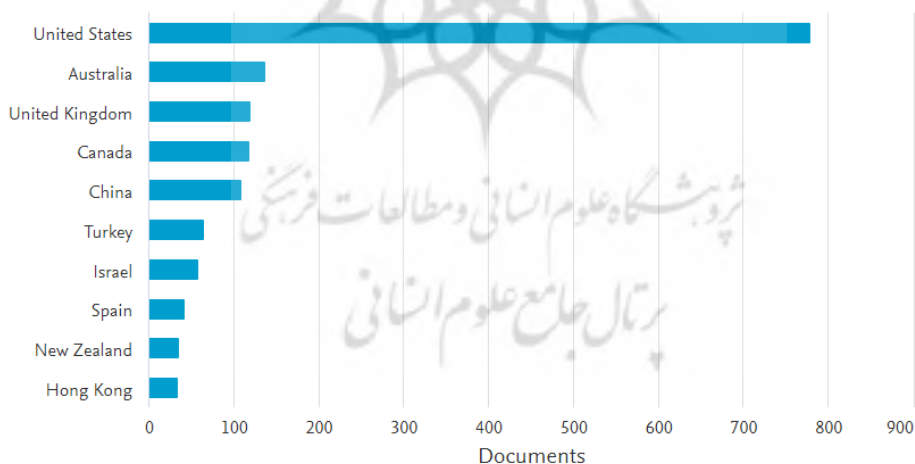 United States
Australia
United Kingdom
Canada
China
Turkey
Israel
Spain
New Zealand
Hong Kong
0 100 200 300 400 500 600 700 800 900
Documents
پژوهشگاه علوم انسانی و مطالعات فرهنگی
پرتال جامع علوم انسانی